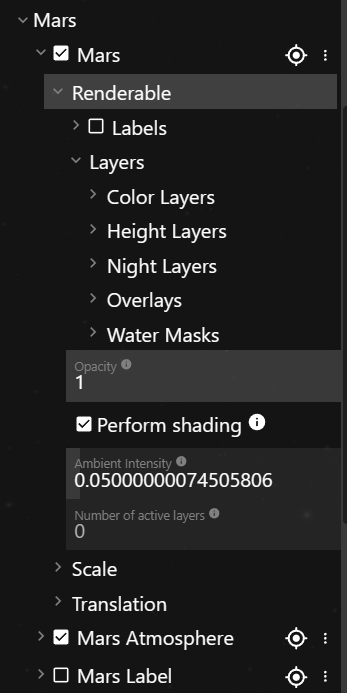 Mars
Mars
Renderable
Labels
Layers
Color Layers
Height Layers
Night Layers
Overlays
Water Masks
Opacity
1
Perform shading
Ambient Intensity
0.05000000074505806
Number of active layers
0
Scale
Translation
Mars Atmosphere
Mars Label